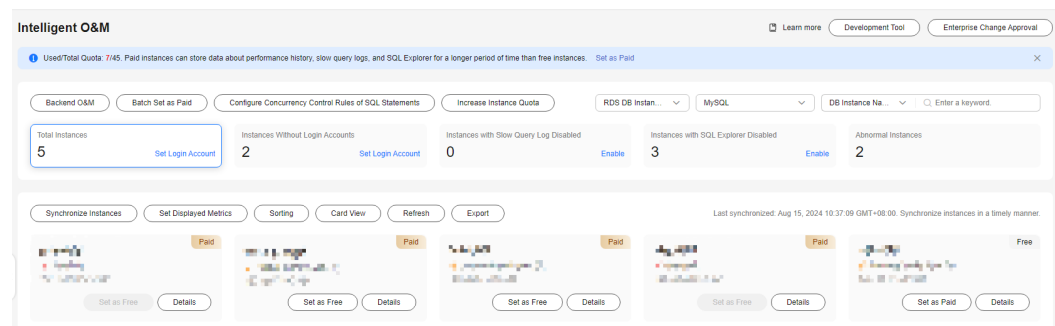 Intelligent O&M
Learn more Development Tool Enterprise Change Approval
Used/Total Quota: 7/45. Paid instances can store data about performance history, slow query logs, and SQL Explorer for a longer period of time than free instances. Set as Paid
Backend O&M Batch Set as Paid Configure Concurrency Control Rules of SQL Statements Increase Instance Quota RDS DB Instan... MySQL DB Instance Na... Enter a keyword.
Total Instances Instances Without Login Accounts Instances with Slow Query Log Disabled Instances with SQL Explorer Disabled Abnormal Instances
5 Set Login Account 2 Set Login Account 0 Enable 3 Enable 2
Synchronize Instances Set Displayed Metrics Sorting Card View Refresh Export Last synchronized: Aug 15, 2024 10:37:09 GMT+08:00. Synchronize instances in a timely manner.
Paid Paid Paid Paid Free
Set as Free Details Set as Free Details Set as Free Details Set as Free Details Set as Paid Details